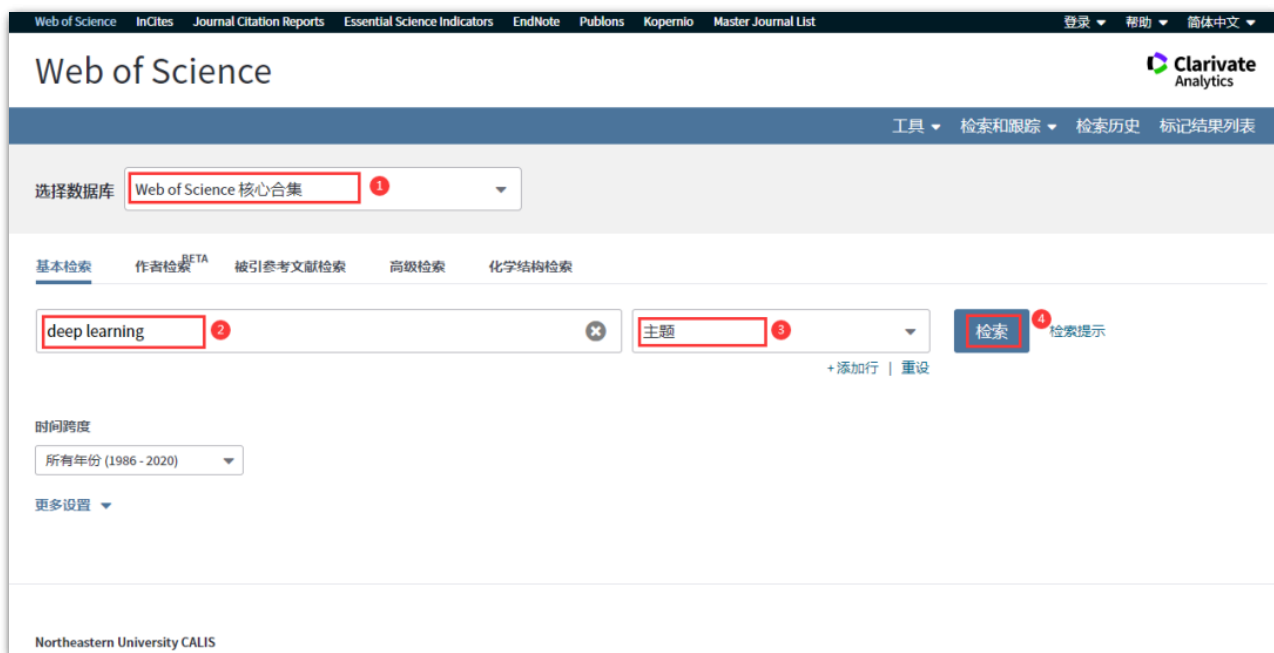 Web of Science InCites Journal Citation Reports Essential Science Indicators EndNote Publons Kopernio Master Journal List 登录 帮助 简体中文
Web of Science
Clarivate
Analytics
工具 检索和跟踪 检索历史 标记结果列表
选择数据库 Web of Science 核心合集 1
基本检索 作者检索BETA 被引参考文献检索 高级检索 化学结构检索
deep learning 2 主题 3 检索 4 检索提示
+添加行 | 重设
时间跨度
所有年份 (1986 - 2020)
更多设置
Northeastern University CALIS